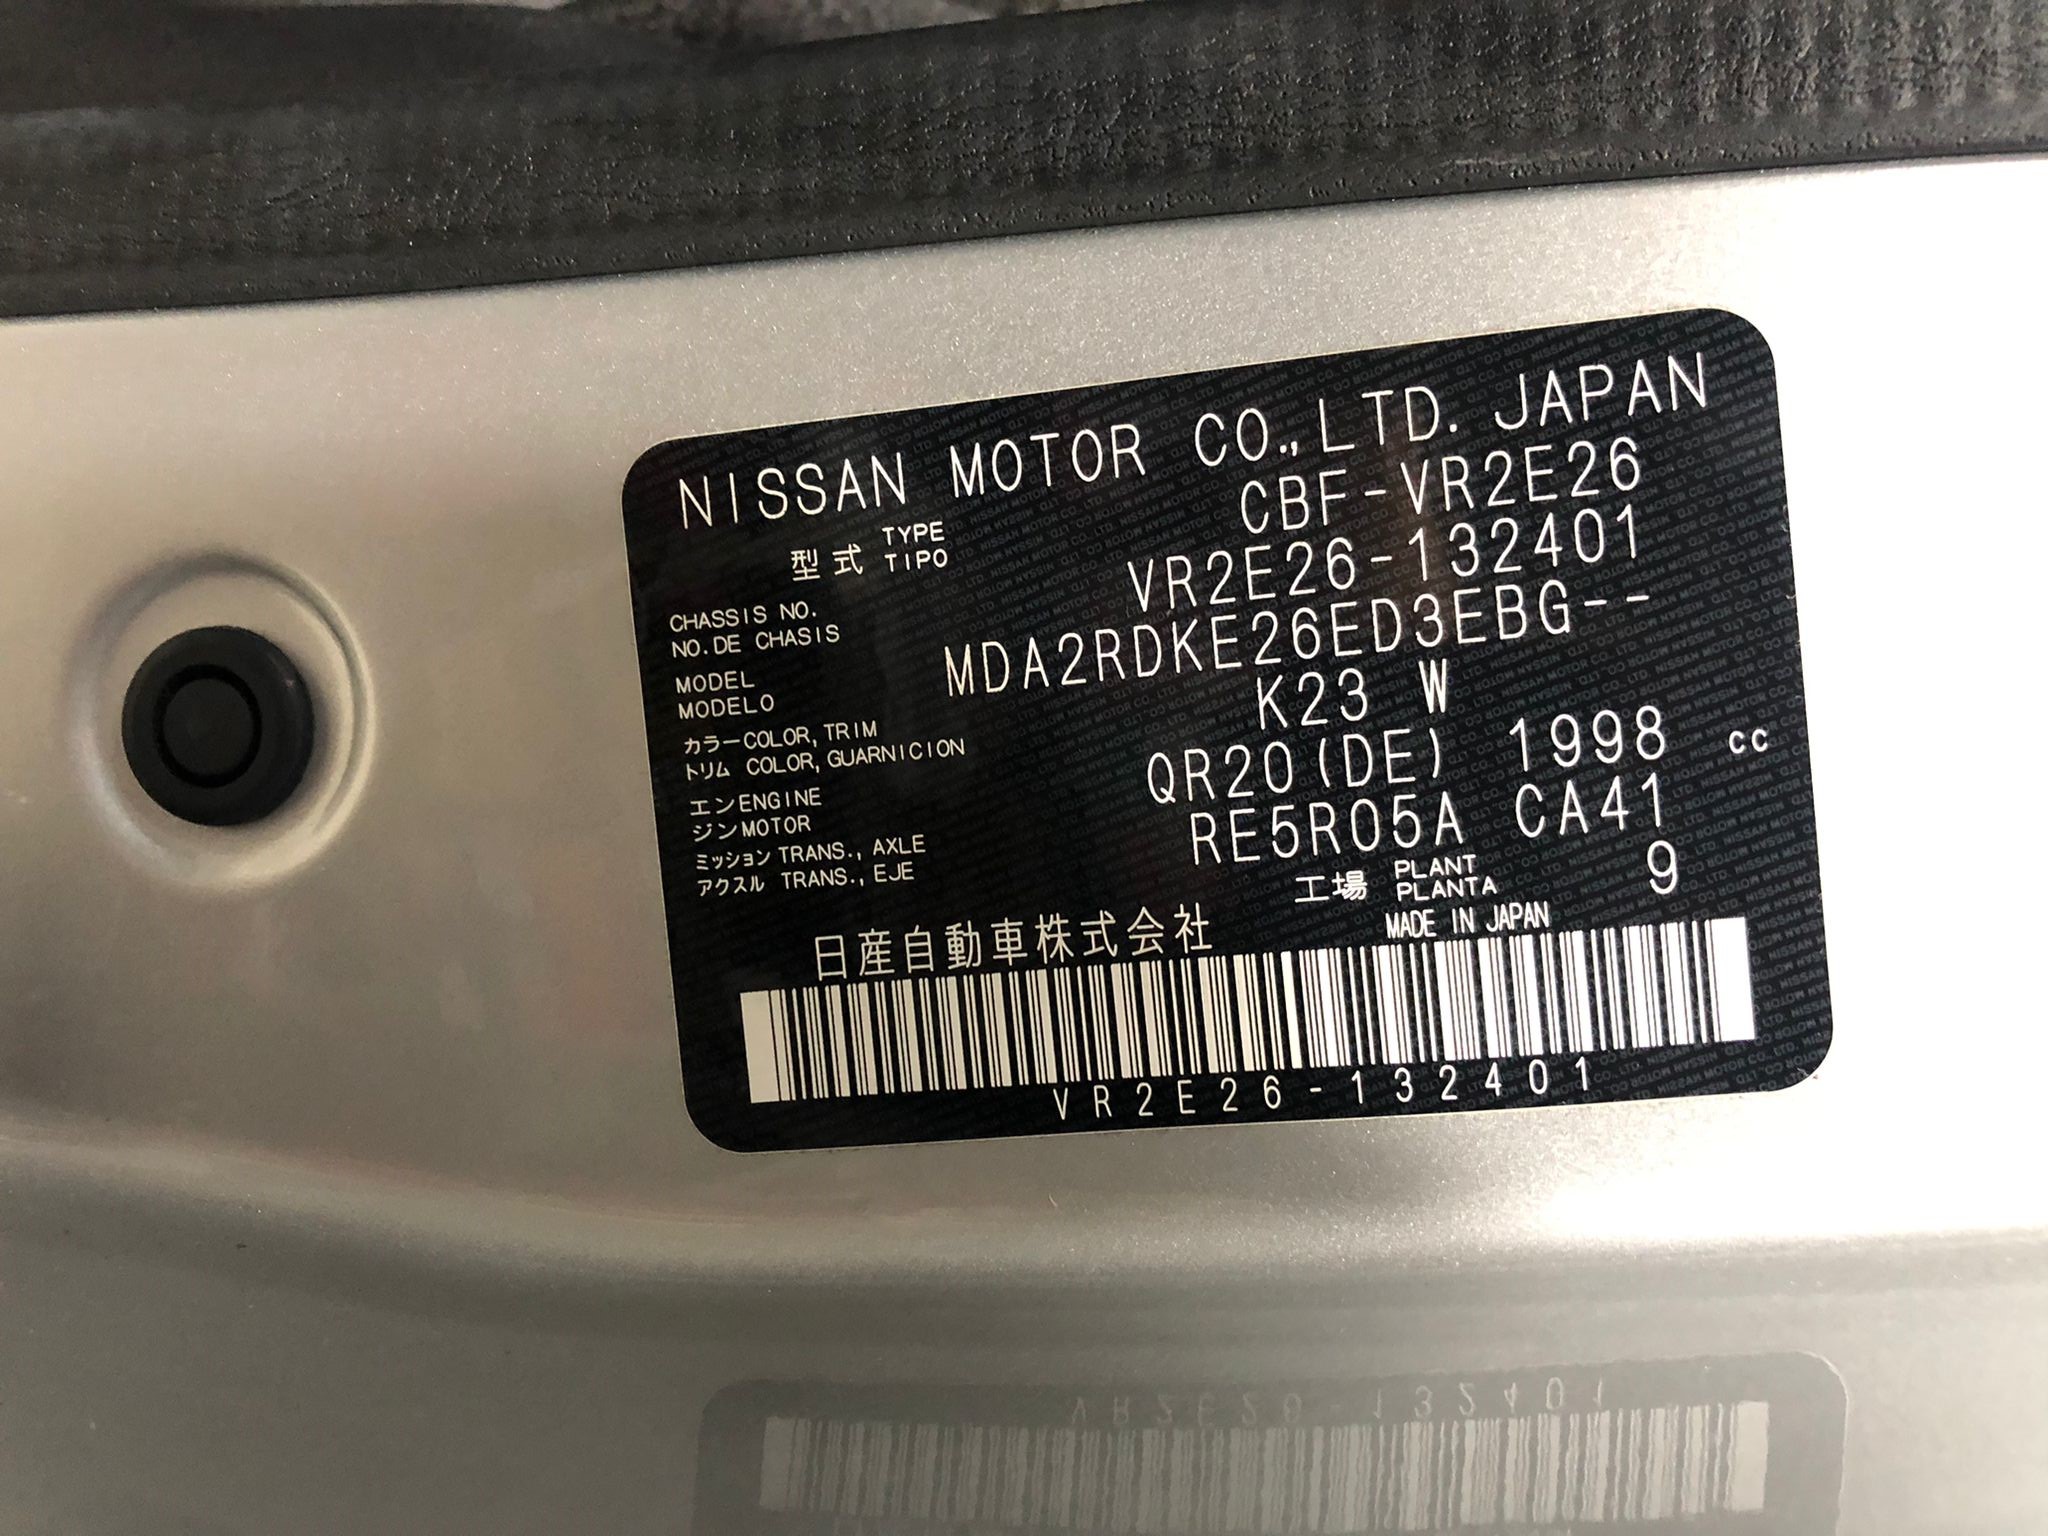 NISSAN MOTOR CO.,LTD. JAPAN
型式 TYPE TIPO CBF-VR2E26
CHASSIS NO.
NO.DE CHASIS VR2E26-132401
MODEL
MODELO MDA2RDKE26ED3EBG--
カラー COLOR, TRIM
トリム COLOR, GUARNICION K23 W
エン ENGINE
ジン MOTOR QR20(DE) 1998 cc
ミッション TRANS., AXLE
アクスル TRANS., EJE RE5R05A CA41
工場 PLANT PLANTA 9
日産自動車株式会社 MADE IN JAPAN
VR2E26-132401